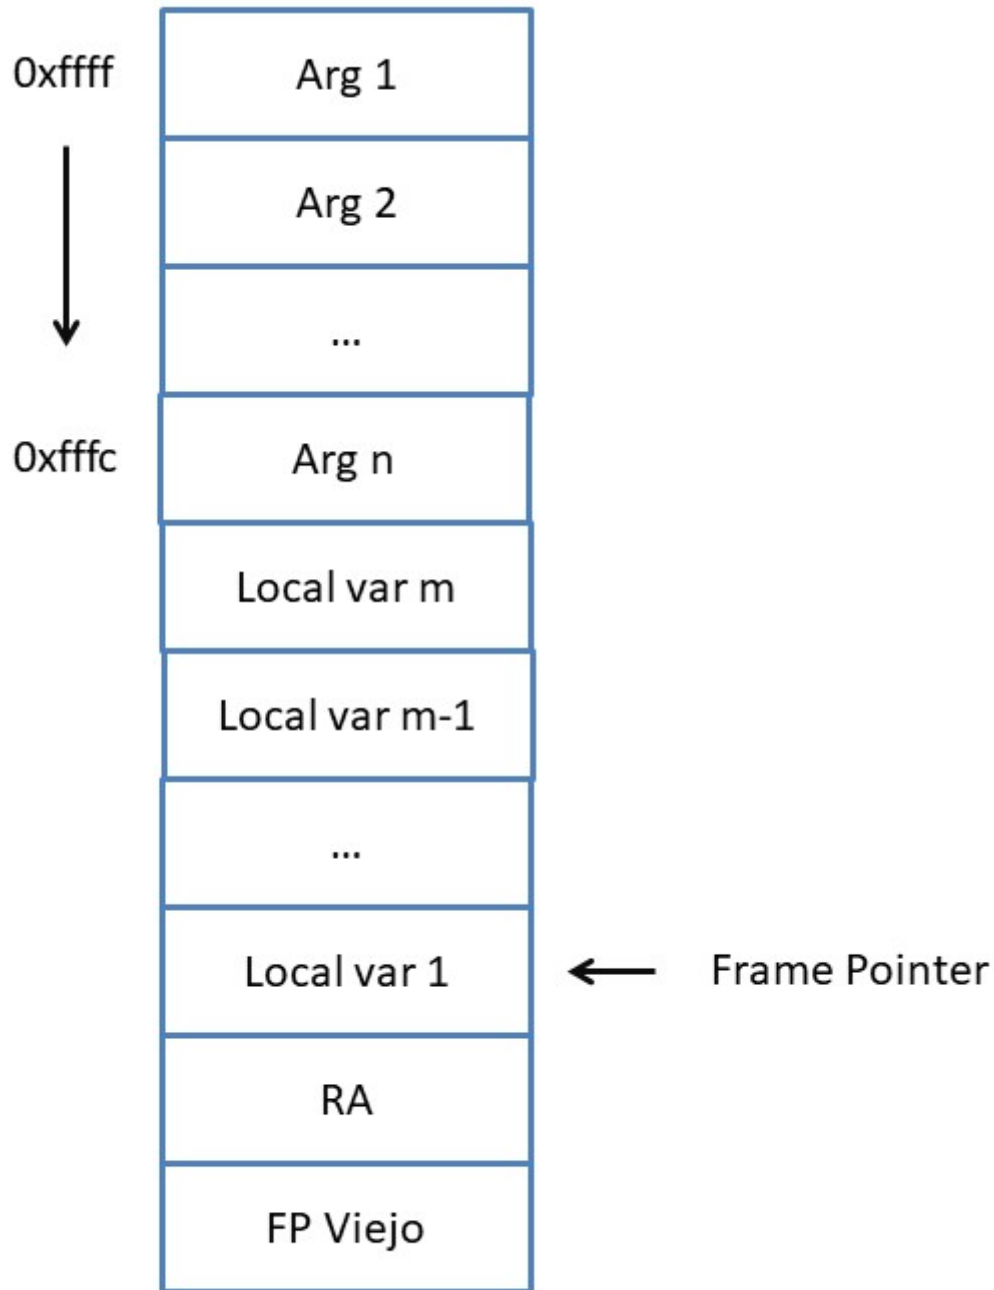 0xffff
Arg 1
Arg 2
...
0xfffc
Arg n
Local var m
Local var m-1
...
Local var 1
Frame Pointer
RA
FP Viejo